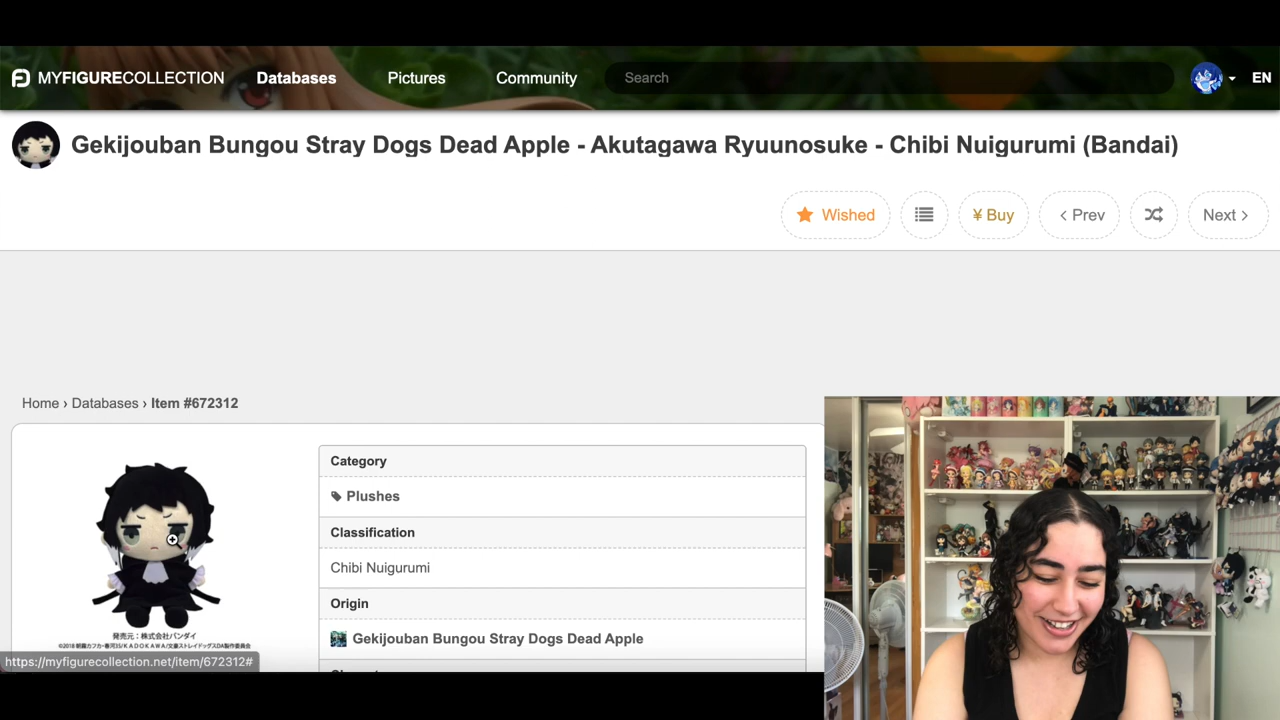 MYFIGURECOLLECTION Databases Pictures Community Search EN
Gekijouban Bungou Stray Dogs Dead Apple - Akutagawa Ryuunosuke - Chibi Nuigurumi (Bandai)
Wished ¥ Buy ‹ Prev Next ›
Home › Databases › Item #672312
Category
Plushes
Classification
Chibi Nuigurumi
Origin
Gekijouban Bungou Stray Dogs Dead Apple
発売元：株式会社バンダイ
https://myfigurecollection.net/item/672312#